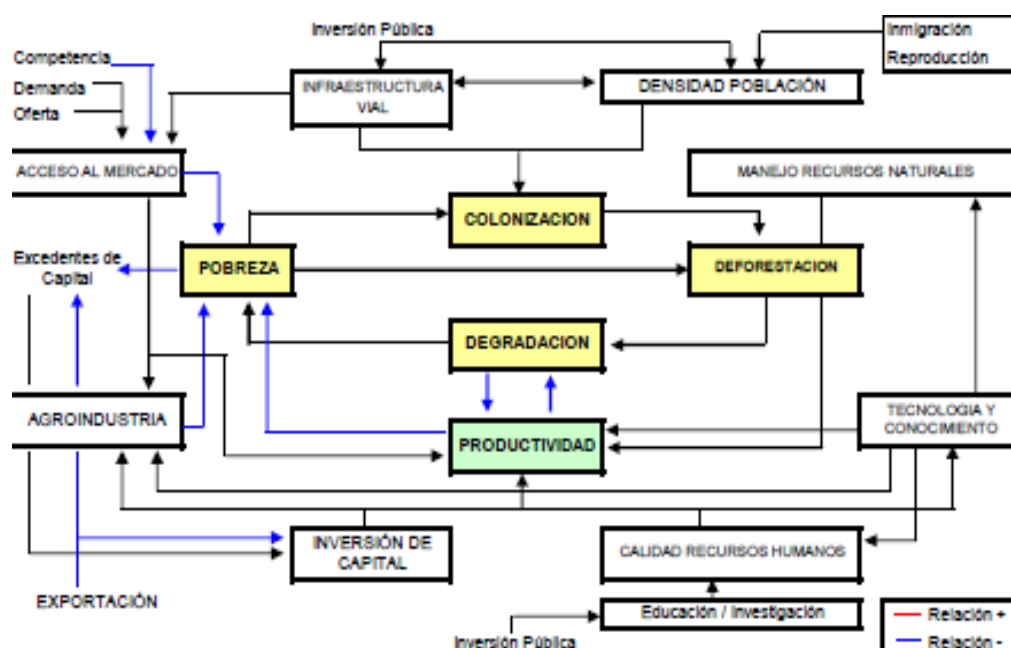 Inversión Pública
Inmigración
Reproducción
Competencia
Demanda
Oferta
INFRAESTRUCTURA
VIAL
DENSIDAD POBLACIÓN
ACCESO AL MERCADO
MANEJO RECURSOS NATURALES
COLONIZACION
Excedentes de
Capital
POBREZA
DEFORESTACION
DEGRADACION
AGROINDUSTRIA
PRODUCTIVIDAD
TECNOLOGIA Y
CONOCIMIENTO
INVERSIÓN DE
CAPITAL
CALIDAD RECURSOS HUMANOS
EXPORTACIÓN
Educación / Investigación
Relación +
Inversión Pública
Relación -